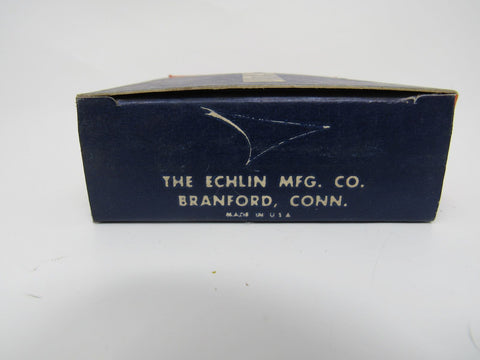 THE ECHLIN MFG. CO.
BRANFORD, CONN.
MADE IN U S A